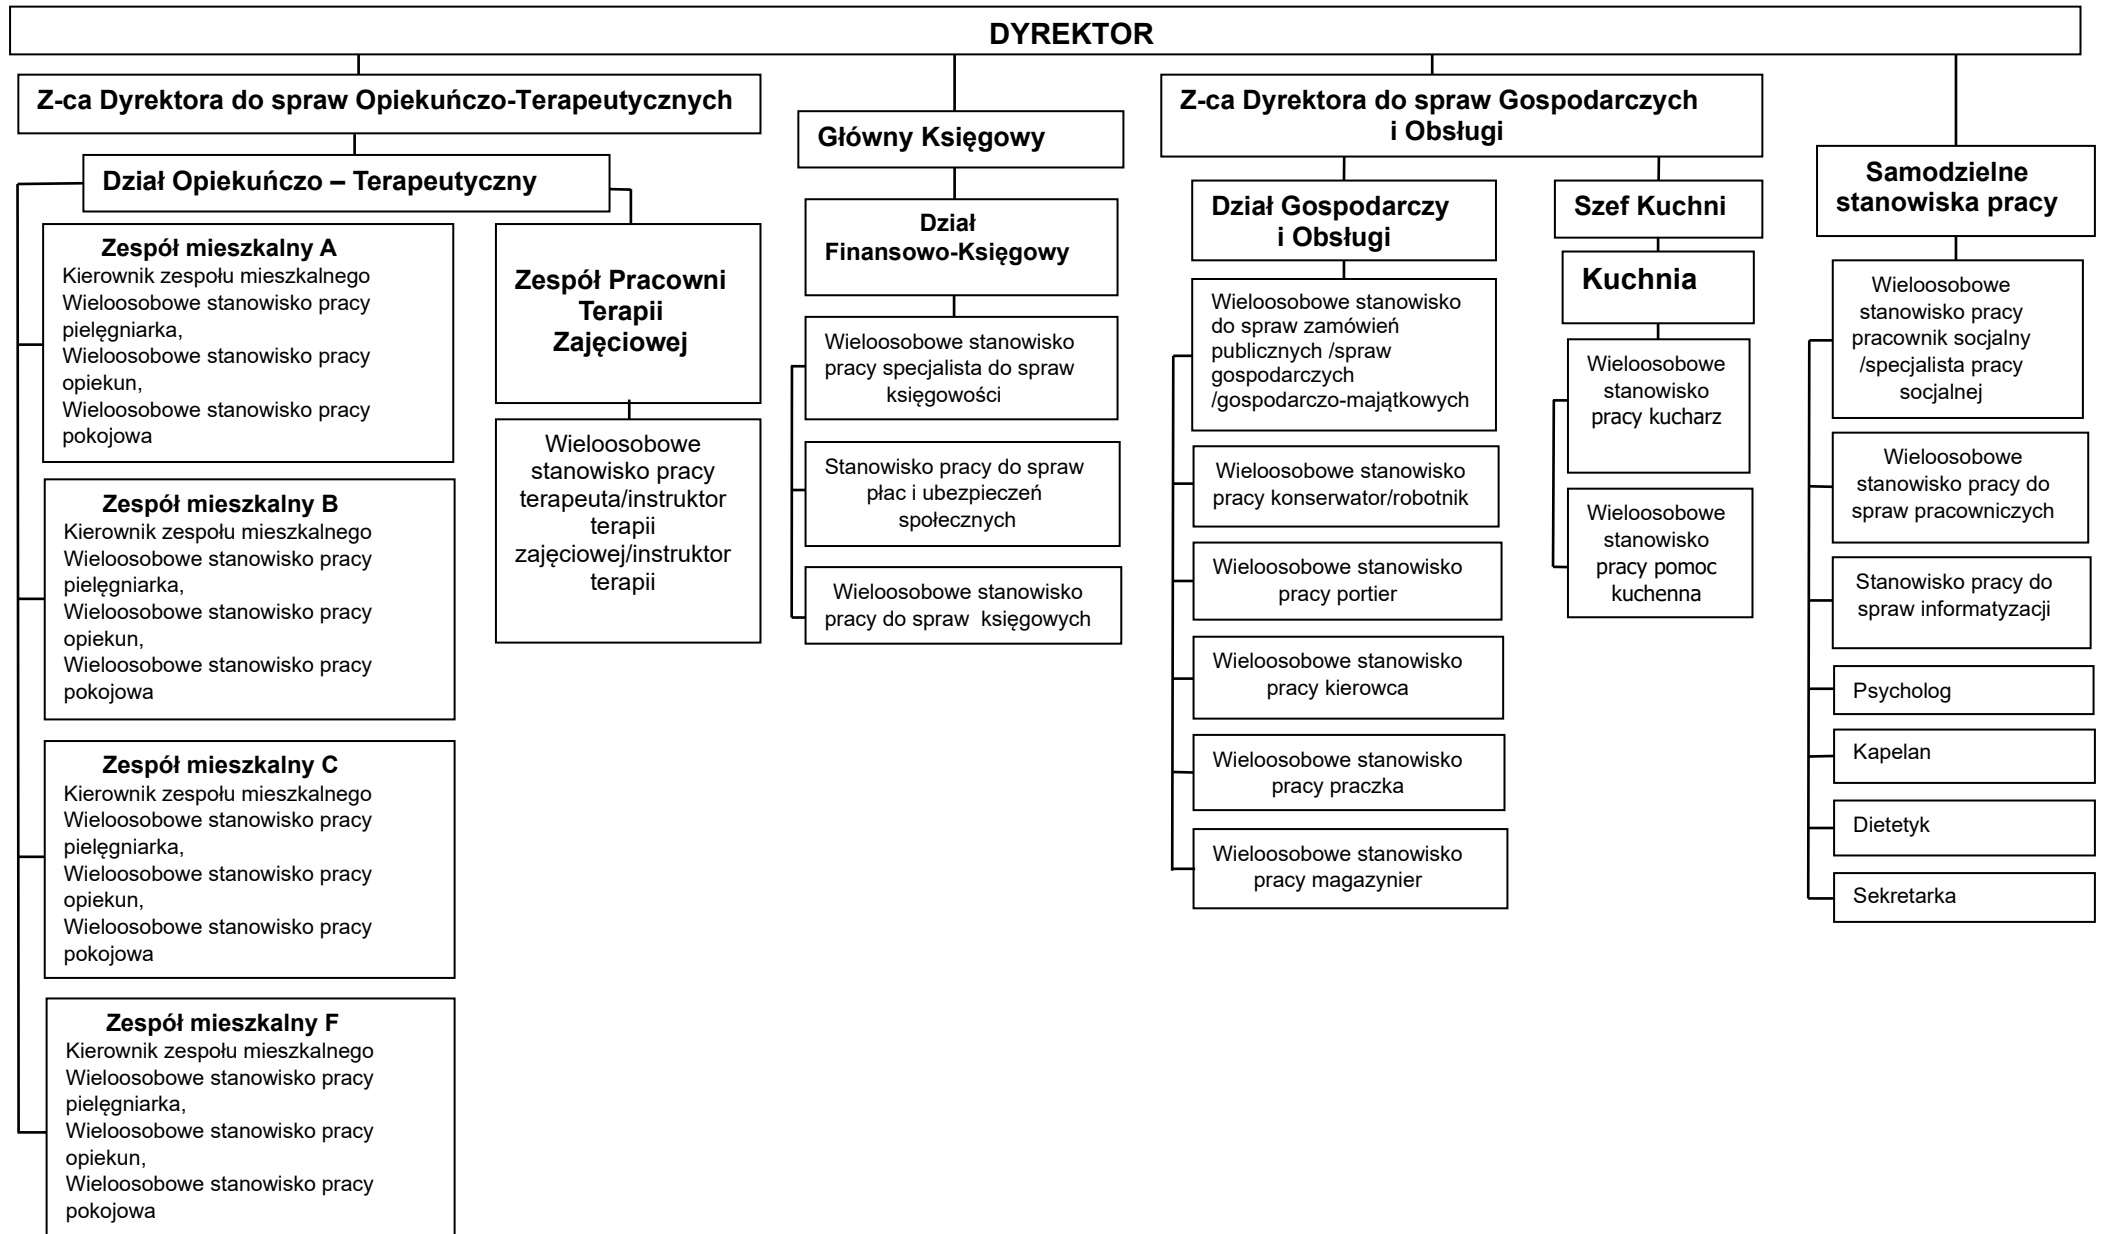 DYREKTOR
Z-ca Dyrektora do spraw Opiekuńczo-Terapeutycznych
Dział Opiekuńczo – Terapeutyczny
Zespół mieszkalny A
Kierownik zespołu mieszkalnego
Wieloosobowe stanowisko pracy
pielęgniarka,
Wieloosobowe stanowisko pracy
opiekun,
Wieloosobowe stanowisko pracy
pokojowa
Zespół mieszkalny B
Kierownik zespołu mieszkalnego
Wieloosobowe stanowisko pracy
pielęgniarka,
Wieloosobowe stanowisko pracy
opiekun,
Wieloosobowe stanowisko pracy
pokojowa
Zespół mieszkalny C
Kierownik zespołu mieszkalnego
Wieloosobowe stanowisko pracy
pielęgniarka,
Wieloosobowe stanowisko pracy
opiekun,
Wieloosobowe stanowisko pracy
pokojowa
Zespół mieszkalny F
Kierownik zespołu mieszkalnego
Wieloosobowe stanowisko pracy
pielęgniarka,
Wieloosobowe stanowisko pracy
opiekun,
Wieloosobowe stanowisko pracy
pokojowa
Zespół Pracowni
Terapii
Zajęciowej
Wieloosobowe
stanowisko pracy
terapeuta/instruktor
terapii
zajęciowej/instruktor
terapii
Główny Księgowy
Dział
Finansowo-Księgowy
Wieloosobowe stanowisko
pracy specjalista do spraw
księgowości
Stanowisko pracy do spraw
płac i ubezpieczeń
społecznych
Wieloosobowe stanowisko
pracy do spraw  księgowych
Z-ca Dyrektora do spraw Gospodarczych
i Obsługi
Dział Gospodarczy
i Obsługi
Wieloosobowe stanowisko
do spraw zamówień
publicznych /spraw
gospodarczych
/gospodarczo-majątkowych
Wieloosobowe stanowisko
pracy konserwator/robotnik
Wieloosobowe stanowisko
pracy portier
Wieloosobowe stanowisko
pracy kierowca
Wieloosobowe stanowisko
pracy praczka
Wieloosobowe stanowisko
pracy magazynier
Szef Kuchni
Kuchnia
Wieloosobowe
stanowisko
pracy kucharz
Wieloosobowe
stanowisko
pracy pomoc
kuchenna
Samodzielne
stanowiska pracy
Wieloosobowe
stanowisko pracy
pracownik socjalny
/specjalista pracy
socjalnej
Wieloosobowe
stanowisko pracy do
spraw pracowniczych
Stanowisko pracy do
spraw informatyzacji
Psycholog
Kapelan
Dietetyk
Sekretarka